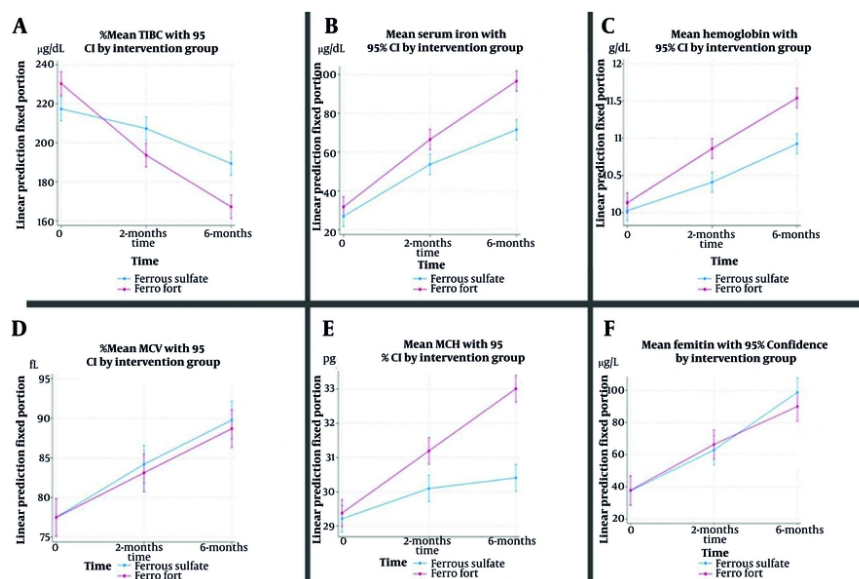 A
%Mean TIBC with 95
CI by intervention group
µg/dL
Linear prediction fixed portion
240
220
200
180
160
0
2-months
time
6-months
Time
Ferrous sulfate
Ferro fort
B
Mean serum iron with
95% CI by intervention group
µg/dL
Linear prediction fixed portion
100
80
60
40
20
0
2-months
time
6-months
Time
Ferrous sulfate
Ferro fort
C
Mean hemoglobin with
95% CI by intervention group
g/dL
Linear prediction fixed portion
12
11.5
11
10.5
10
0
2-months
time
6-months
Time
Ferrous sulfate
Ferro fort
D
%Mean MCV with 95
CI by intervention group
fL
Linear prediction fixed portion
95
90
85
80
75
0
2-months
time
6-months
Time
Ferrous sulfate
Ferro fort
E
Mean MCH with 95
% CI by intervention group
pg
Linear prediction fixed portion
33
32
31
30
29
0
2-months
time
6-months
Time
Ferrous sulfate
Ferro fort
F
Mean femitin with 95% Confidence
by intervention group
µg/L
Linear prediction fixed portion
100
80
60
40
20
0
2-months
time
6-months
Time
Ferrous sulfate
Ferro fort